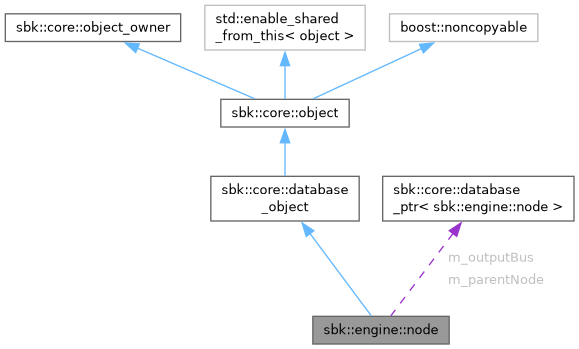 sbk::core::object_owner
std::enable_shared
_from_this< object >
boost::noncopyable
sbk::core::object
sbk::core::database
_object
sbk::core::database
_ptr< sbk::engine::node >
m_outputBus
m_parentNode
sbk::engine::node